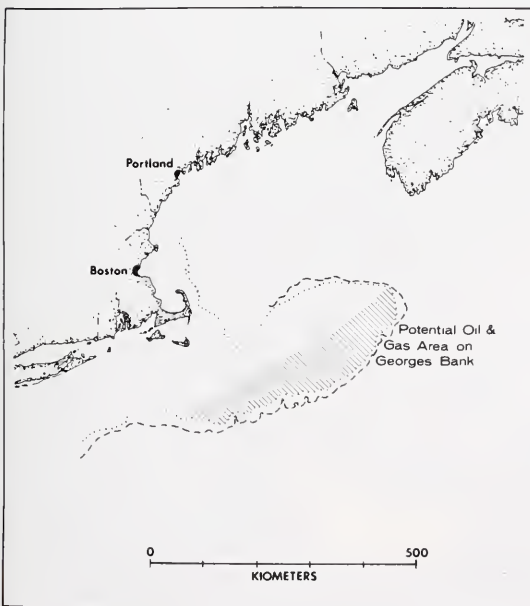 Portland
Boston
Potential Oil &
Gas Area on
Georges Bank
0 500
KIOMETERS